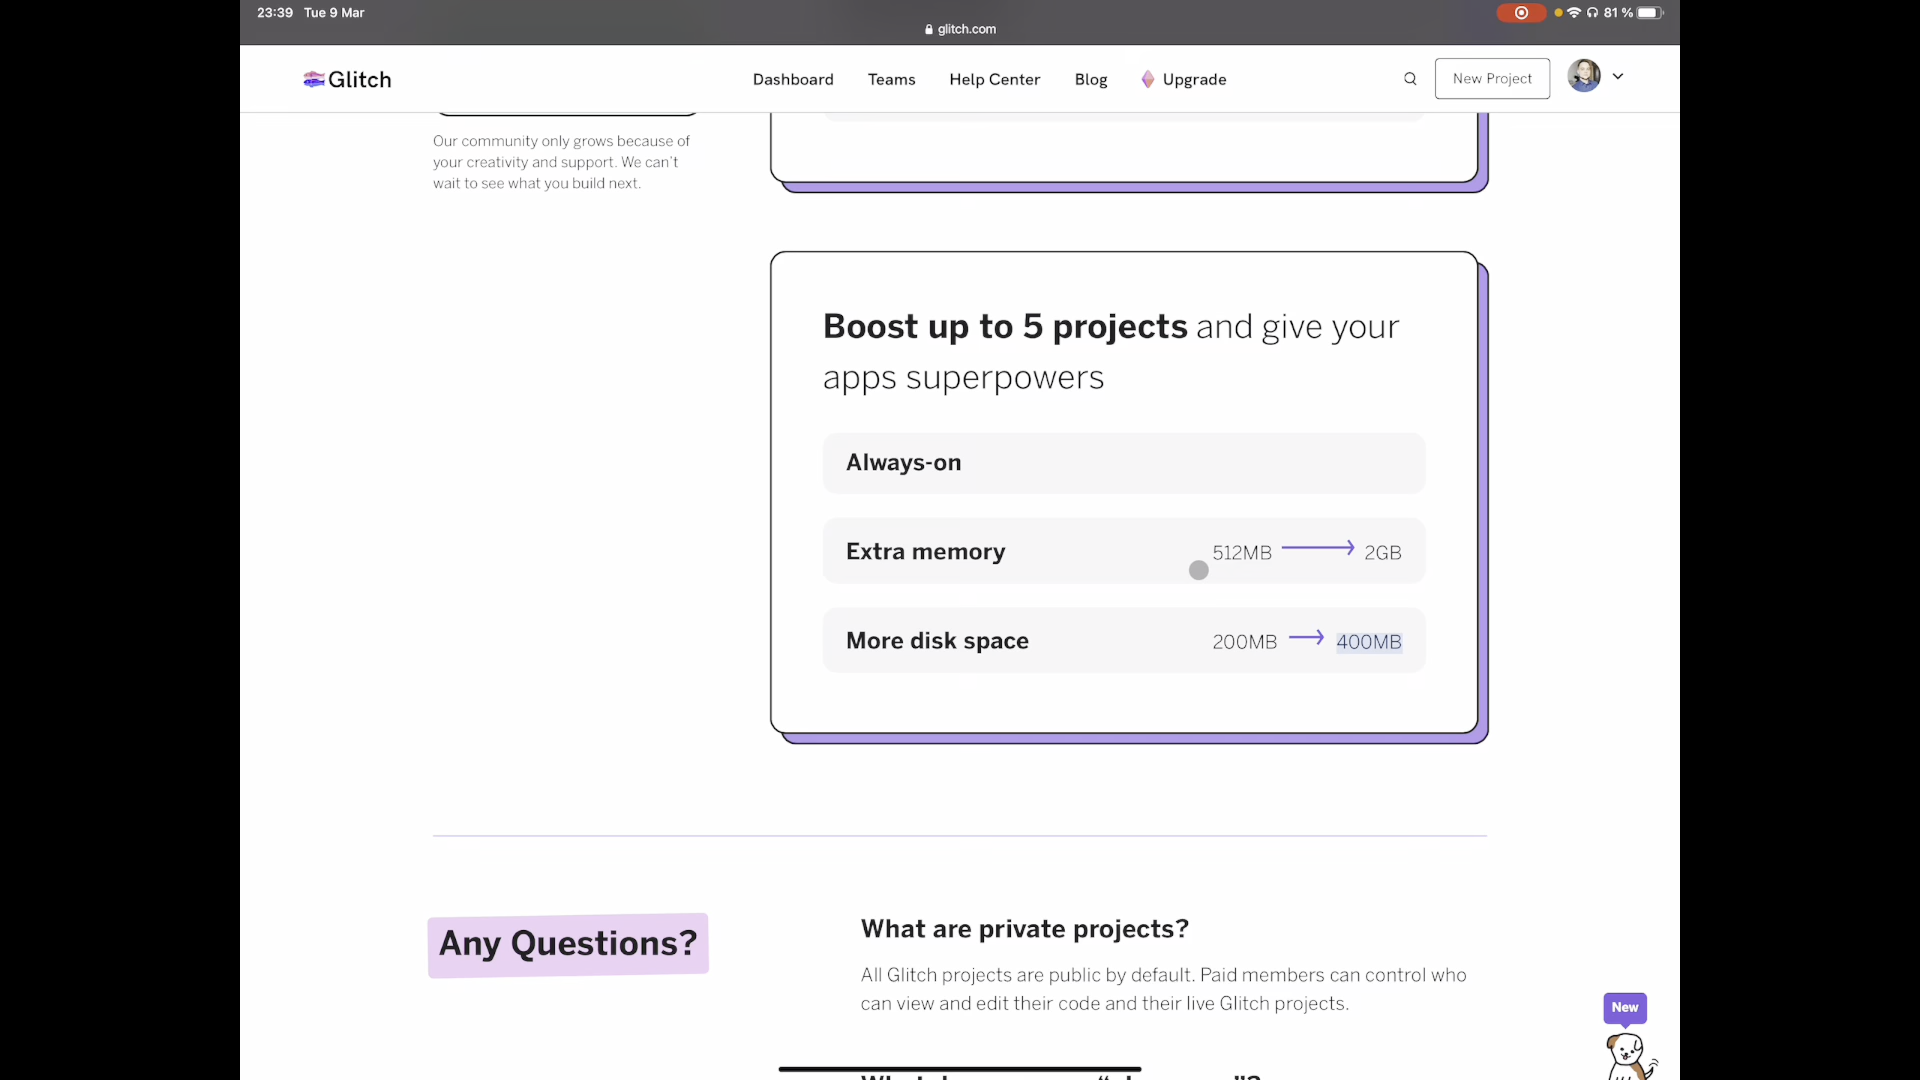 23:39 Tue 9 Mar
81 %
glitch.com
Glitch
Dashboard
Teams
Help Center
Blog
Upgrade
New Project
Our community only grows because of
your creativity and support. We can't
wait to see what you build next.
Boost up to 5 projects and give your
apps superpowers
Always-on
Extra memory 512MB 2GB
More disk space 200MB 400MB
Any Questions?
What are private projects?
All Glitch projects are public by default. Paid members can control who
can view and edit their code and their live Glitch projects.
New